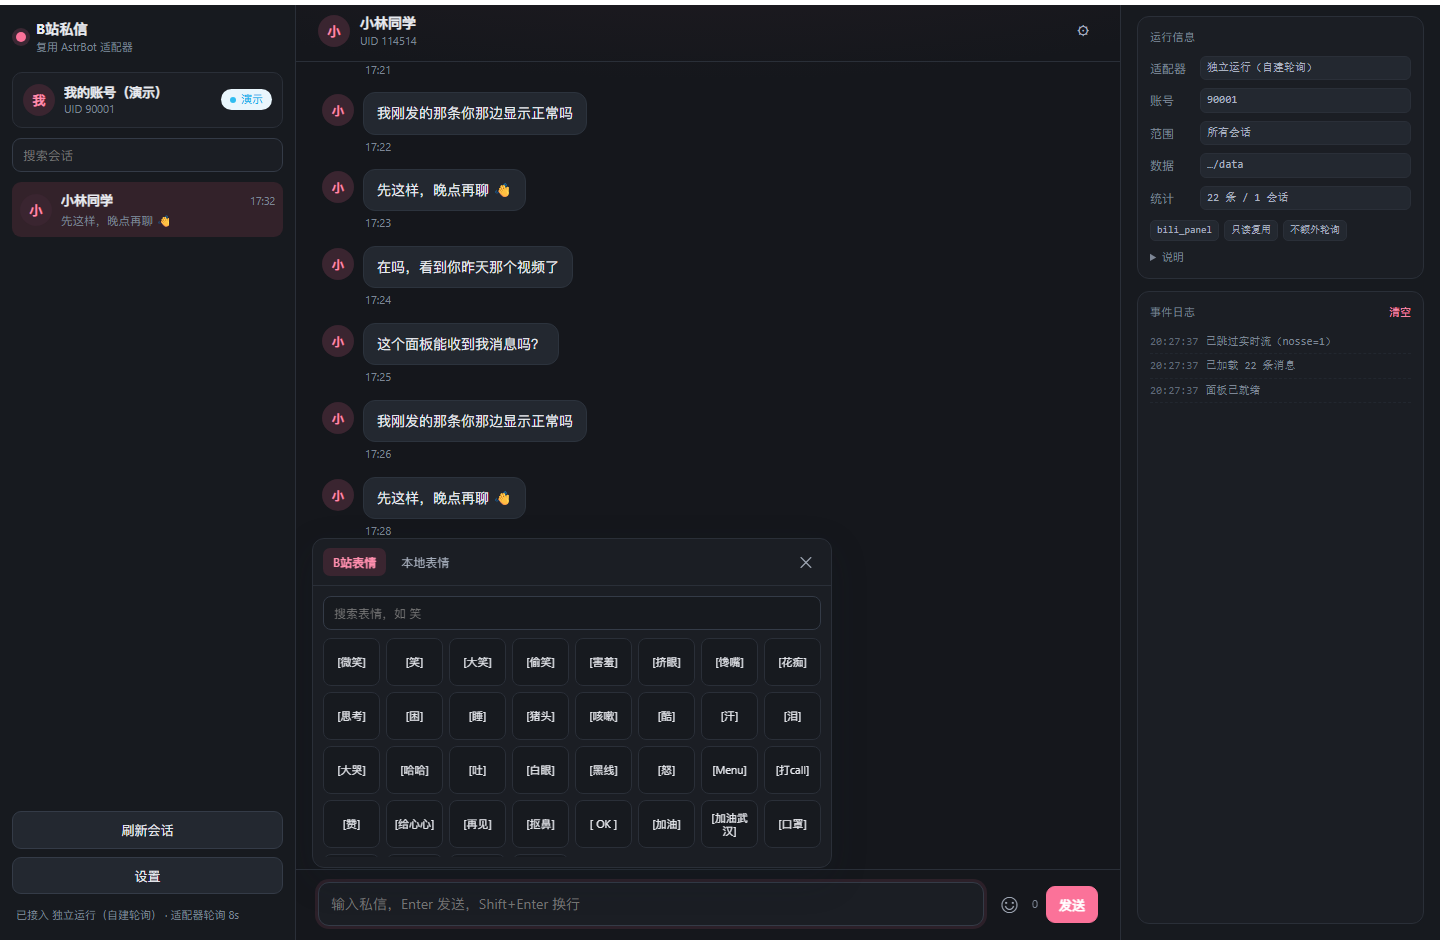 B站私信
复用 AstrBot 适配器
我
我的账号（演示）
UID 90001
演示
搜索会话
小
小林同学
17:32
先这样，晚点再聊 👋
刷新会话
设置
已接入 独立运行（自建轮询） · 适配器轮询 8s
小
小林同学
UID 114514
17:21
小
我刚发的那条你那边显示正常吗
17:22
小
先这样，晚点再聊 👋
17:23
小
在吗，看到你昨天那个视频了
17:24
小
这个面板能收到我消息吗？
17:25
小
我刚发的那条你那边显示正常吗
17:26
小
先这样，晚点再聊 👋
17:28
B站表情 本地表情
搜索表情，如 笑
[微笑] [笑] [大笑] [偷笑] [害羞] [挤眼] [馋嘴] [花痴]
[思考] [困] [睡] [猪头] [咳嗽] [酷] [汗] [泪]
[大哭] [哈哈] [吐] [白眼] [黑线] [怒] [Menu] [打call]
[赞] [给心心] [再见] [抠鼻] [ OK ] [加油] [加油武汉] [口罩]
输入私信，Enter 发送，Shift+Enter 换行
0
发送
运行信息
适配器 独立运行（自建轮询）
账号 90001
范围 所有会话
数据 …/data
统计 22 条 / 1 会话
bili_panel 只读复用 不额外轮询
▶ 说明
事件日志 清空
20:27:37 已跳过实时流（nosse=1）
20:27:37 已加载 22 条消息
20:27:37 面板已就绪